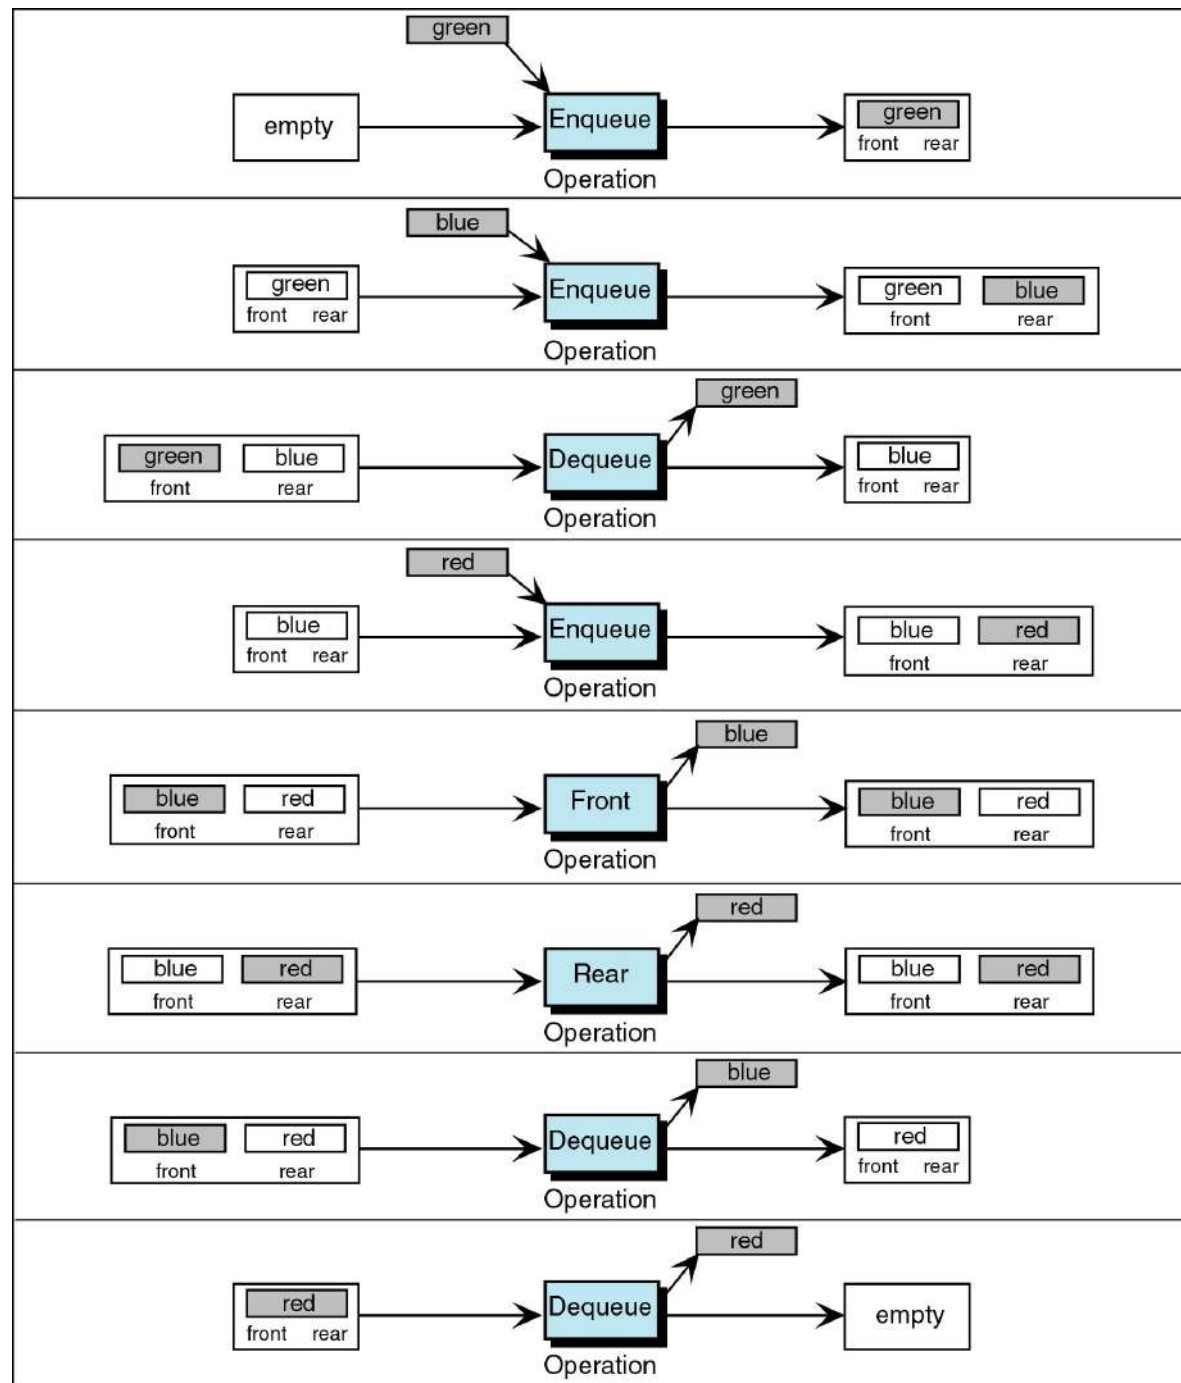 green
empty Enqueue green
front rear
Operation
blue
green Enqueue green blue
front rear front rear
Operation
green
green blue Dequeue blue
front rear front rear
Operation
red
blue Enqueue blue red
front rear front rear
Operation
blue
blue red Front blue red
front rear front rear
Operation
red
blue red Rear blue red
front rear front rear
Operation
blue
blue red Dequeue red
front rear front rear
Operation
red
red Dequeue empty
front rear
Operation